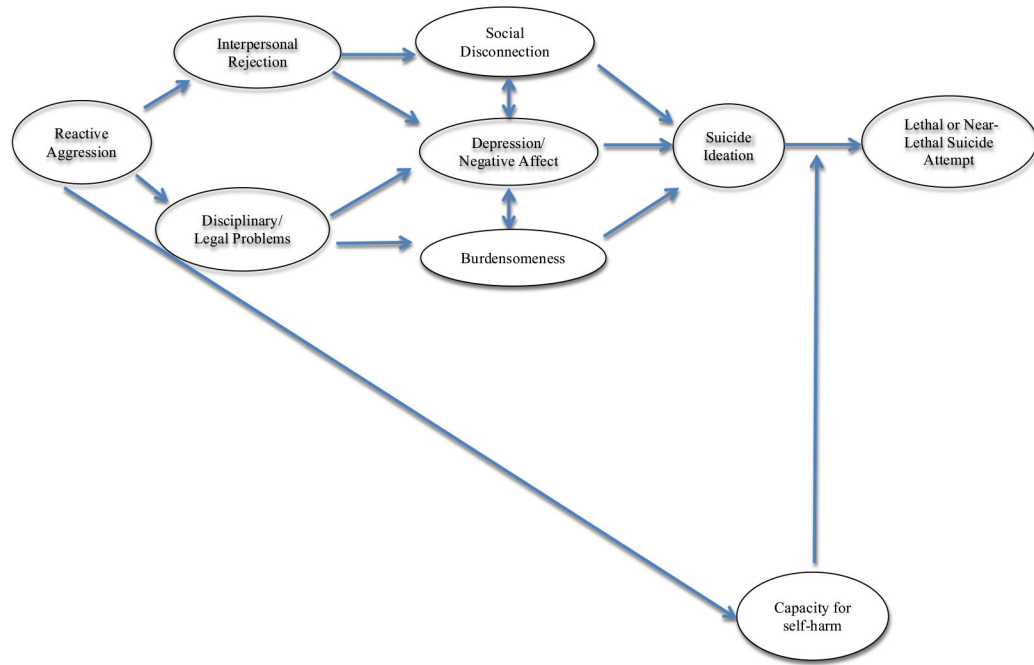 Social
Disconnection
Interpersonal
Rejection
Reactive
Aggression
Depression/
Negative Affect
Suicide
Ideation
Lethal or Near-
Lethal Suicide
Attempt
Disciplinary/
Legal Problems
Burdensomeness
Capacity for
self-harm